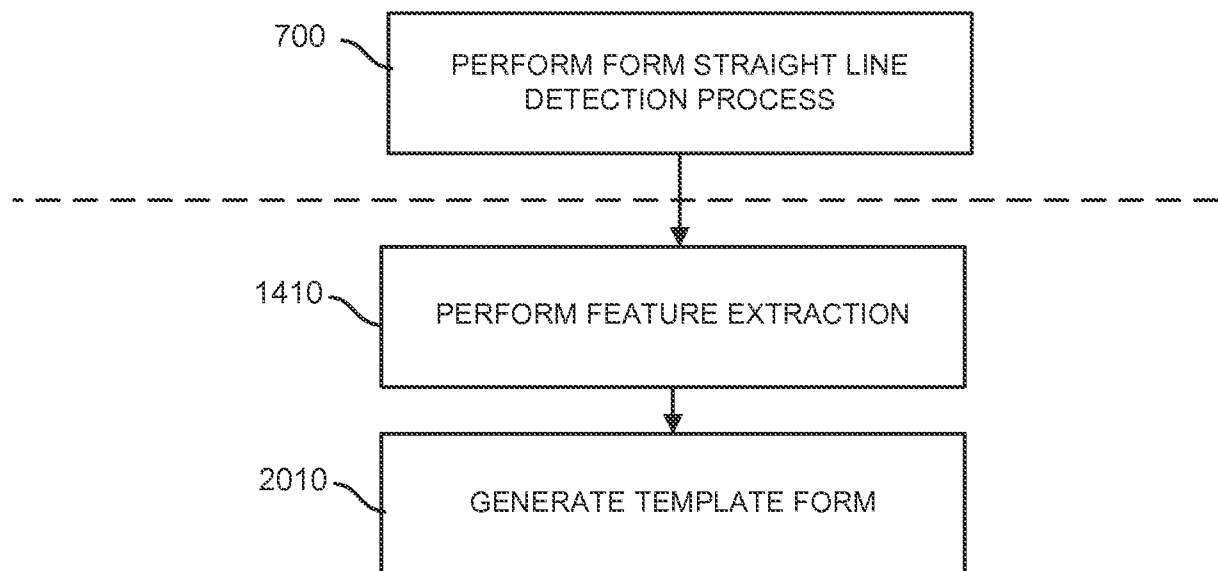 700
PERFORM FORM STRAIGHT LINE
DETECTION PROCESS
1410
PERFORM FEATURE EXTRACTION
2010
GENERATE TEMPLATE FORM